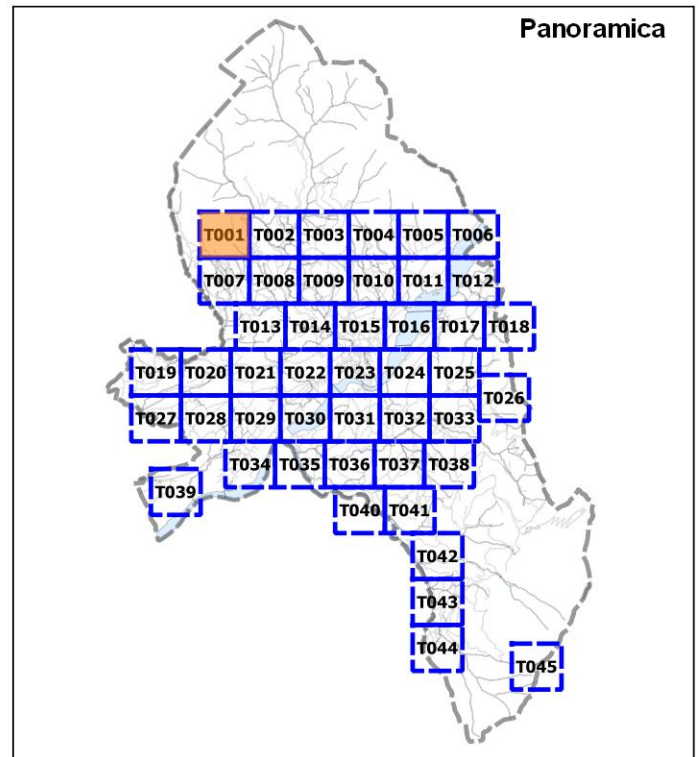 Panoramica
T001 T002 T003 T004 T005 T006
T007 T008 T009 T010 T011 T012
T013 T014 T015 T016 T017 T018
T019 T020 T021 T022 T023 T024 T025
T026
T027 T028 T029 T030 T031 T032 T033
T034 T035 T036 T037 T038
T039
T040 T041
T042
T043
T044
T045